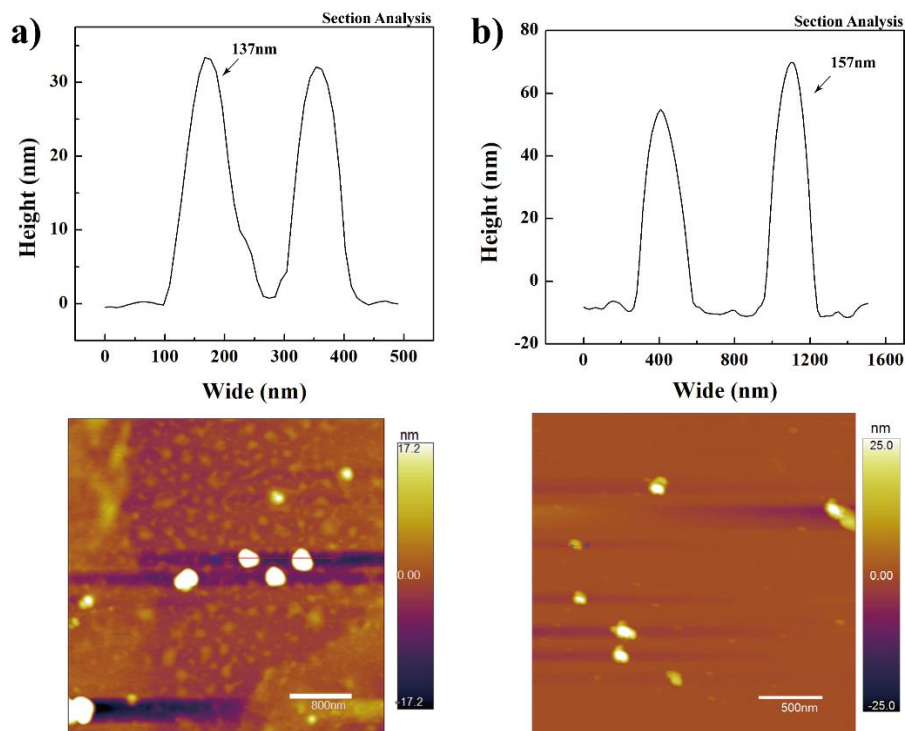 a)
Section Analysis
137nm
30
20
10
0
Height (nm)
0 100 200 300 400 500
Wide (nm)
b)
Section Analysis
157nm
80
60
40
20
0
-20
Height (nm)
0 400 800 1200 1600
Wide (nm)
nm
17.2
0.00
-17.2
800nm
nm
25.0
0.00
-25.0
500nm